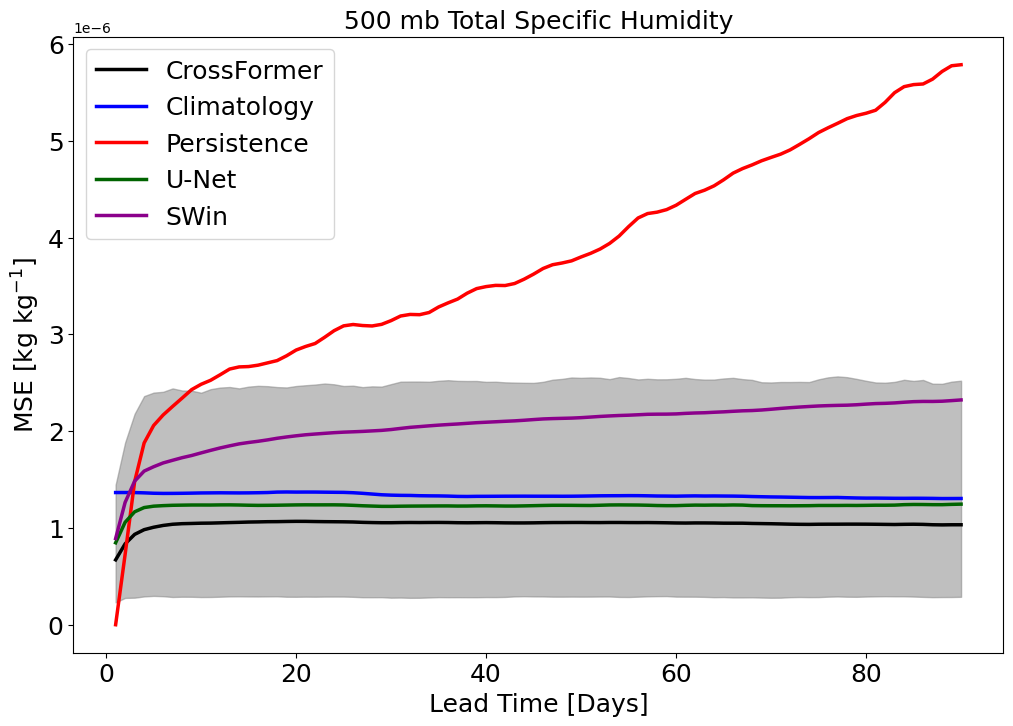 500 mb Total Specific Humidity
1e−6
CrossFormer
Climatology
Persistence
U-Net
SWin
6
5
4
3
2
1
0
MSE [kg kg⁻¹]
0 20 40 60 80
Lead Time [Days]